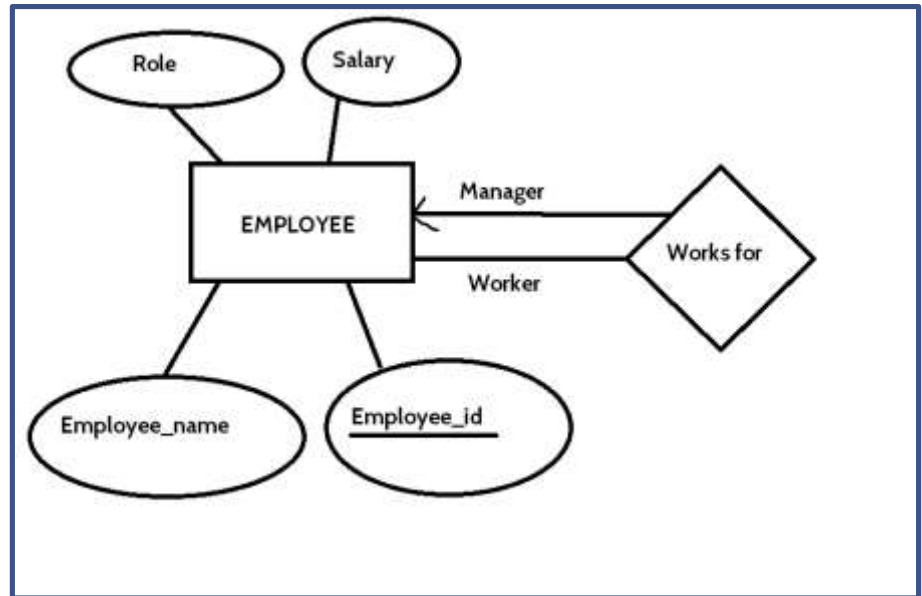 Role
Salary
EMPLOYEE
Manager
Works for
Worker
Employee_name
Employee_id